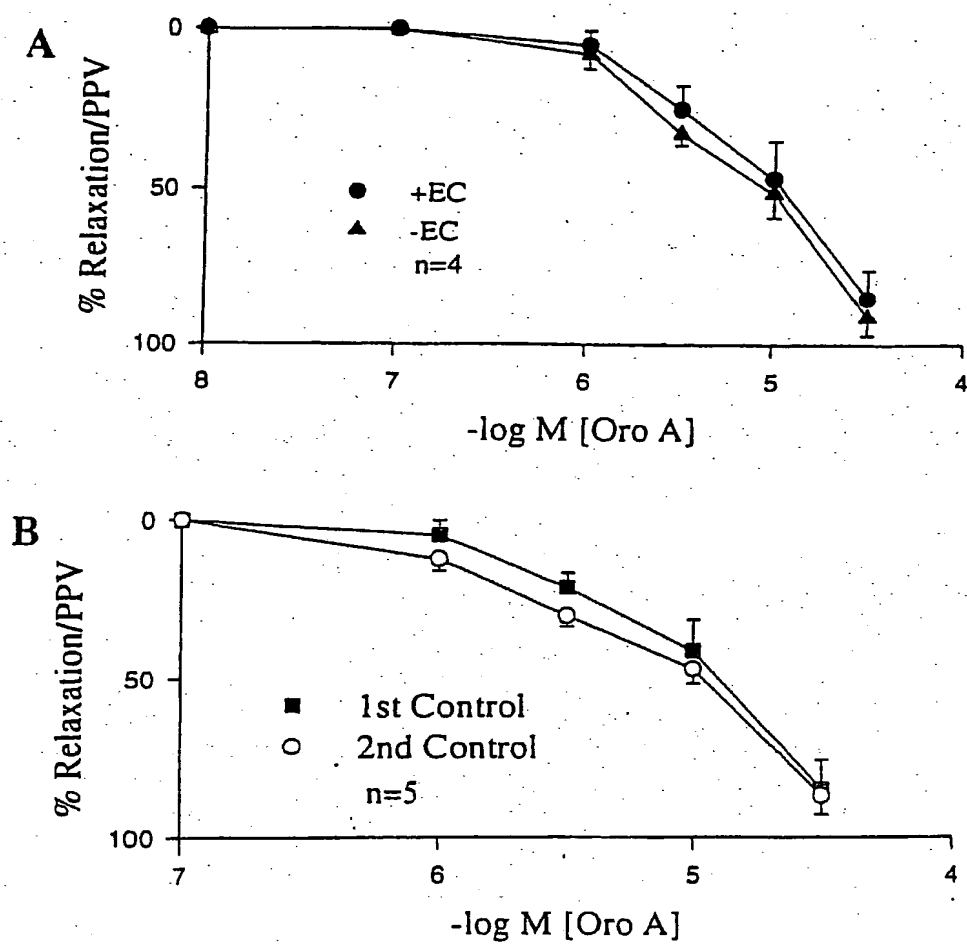 A
% Relaxation/PPV
0
50
100
+EC
-EC
n=4
8 7 6 5 4
-log M [Oro A]
B
% Relaxation/PPV
0
50
100
1st Control
2nd Control
n=5
7 6 5 4
-log M [Oro A]